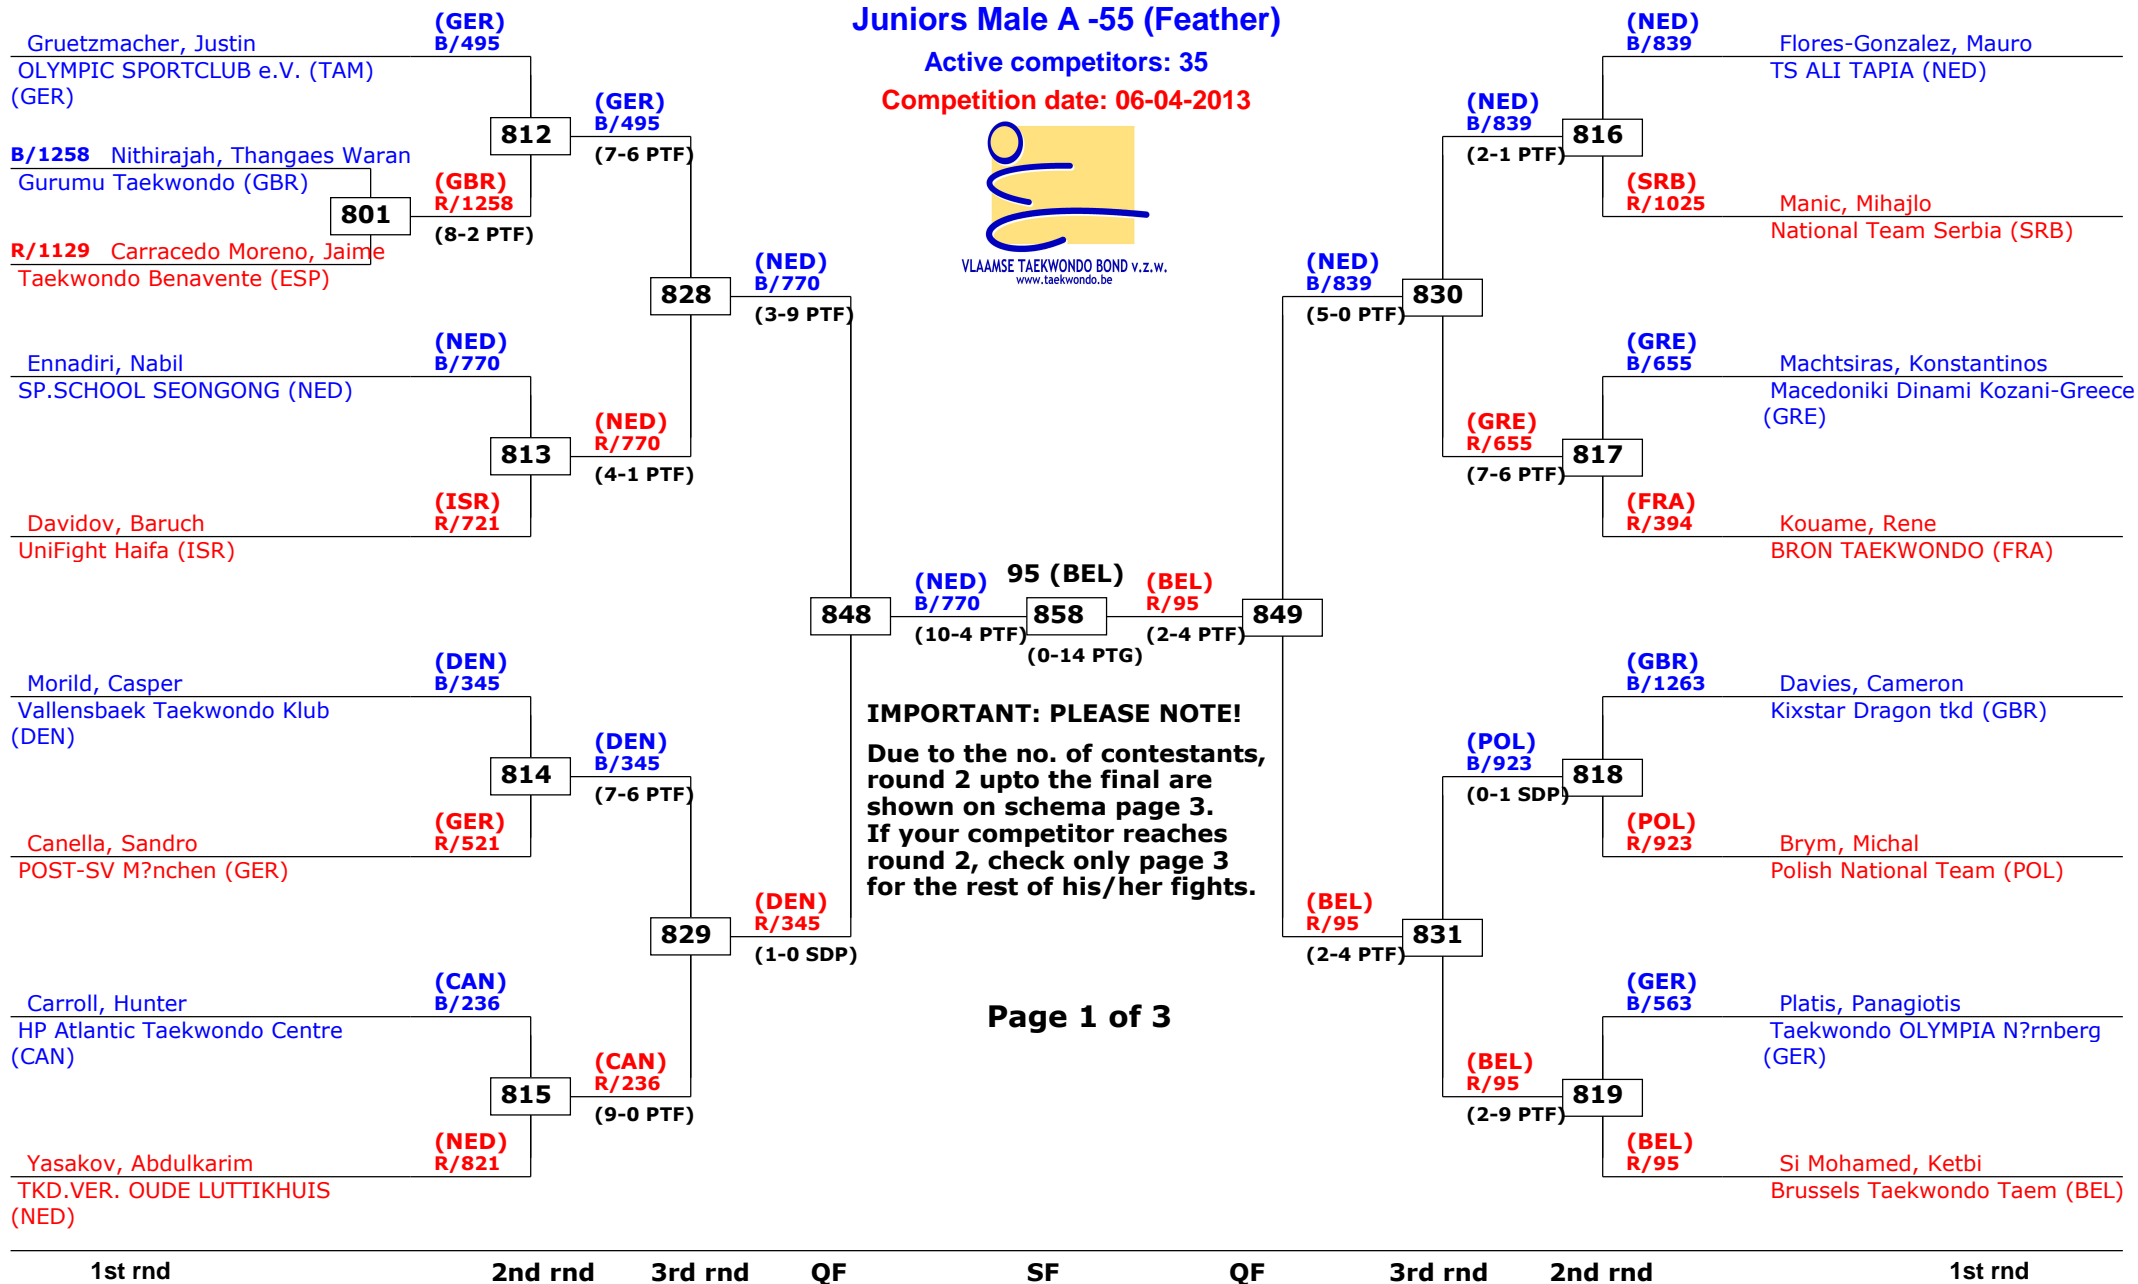 Juniors Male A -55 (Feather)
Active competitors: 35
Competition date: 06-04-2013
VLAAMSE TAEKWONDO BOND v.z.w.
www.taekwondo.be
(GER)
B/495
Gruetzmacher, Justin
OLYMPIC SPORTCLUB e.V. (TAM)
(GER)
812
(GER)
B/495
(7-6 PTF)
B/1258 Nithirajah, Thangaes Waran
Gurumu Taekwondo (GBR)
801
(GBR)
R/1258
(8-2 PTF)
R/1129 Carracedo Moreno, Jaime
Taekwondo Benavente (ESP)
828
(NED)
B/770
(3-9 PTF)
(NED)
B/770
Ennadiri, Nabil
SP.SCHOOL SEONGONG (NED)
813
(NED)
R/770
(4-1 PTF)
(ISR)
R/721
Davidov, Baruch
UniFight Haifa (ISR)
848
(NED)
B/770
(10-4 PTF)
95 (BEL)
858
(0-14 PTG)
(BEL)
R/95
(2-4 PTF)
849
(DEN)
B/345
Morild, Casper
Vallensbaek Taekwondo Klub
(DEN)
814
(DEN)
B/345
(7-6 PTF)
(GER)
R/521
Canella, Sandro
POST-SV M?nchen (GER)
829
(DEN)
R/345
(1-0 SDP)
(CAN)
B/236
Carroll, Hunter
HP Atlantic Taekwondo Centre
(CAN)
815
(CAN)
R/236
(9-0 PTF)
(NED)
R/821
Yasakov, Abdulkarim
TKD.VER. OUDE LUTTIKHUIS
(NED)
IMPORTANT: PLEASE NOTE!
Due to the no. of contestants,
round 2 upto the final are
shown on schema page 3.
If your competitor reaches
round 2, check only page 3
for the rest of his/her fights.
Page 1 of 3
(NED)
B/839
Flores-Gonzalez, Mauro
TS ALI TAPIA (NED)
(NED)
B/839
(2-1 PTF)
816
(SRB)
R/1025
Manic, Mihajlo
National Team Serbia (SRB)
(NED)
B/839
(5-0 PTF)
830
(GRE)
B/655
Machtsiras, Konstantinos
Macedoniki Dinami Kozani-Greece
(GRE)
(GRE)
R/655
(7-6 PTF)
817
(FRA)
R/394
Kouame, Rene
BRON TAEKWONDO (FRA)
(GBR)
B/1263
Davies, Cameron
Kixstar Dragon tkd (GBR)
(POL)
B/923
(0-1 SDP)
818
(POL)
R/923
Brym, Michal
Polish National Team (POL)
(BEL)
R/95
(2-4 PTF)
831
(GER)
B/563
Platis, Panagiotis
Taekwondo OLYMPIA N?rnberg
(GER)
(BEL)
R/95
(2-9 PTF)
819
(BEL)
R/95
Si Mohamed, Ketbi
Brussels Taekwondo Taem (BEL)
1st rnd 2nd rnd 3rd rnd QF SF QF 3rd rnd 2nd rnd 1st rnd